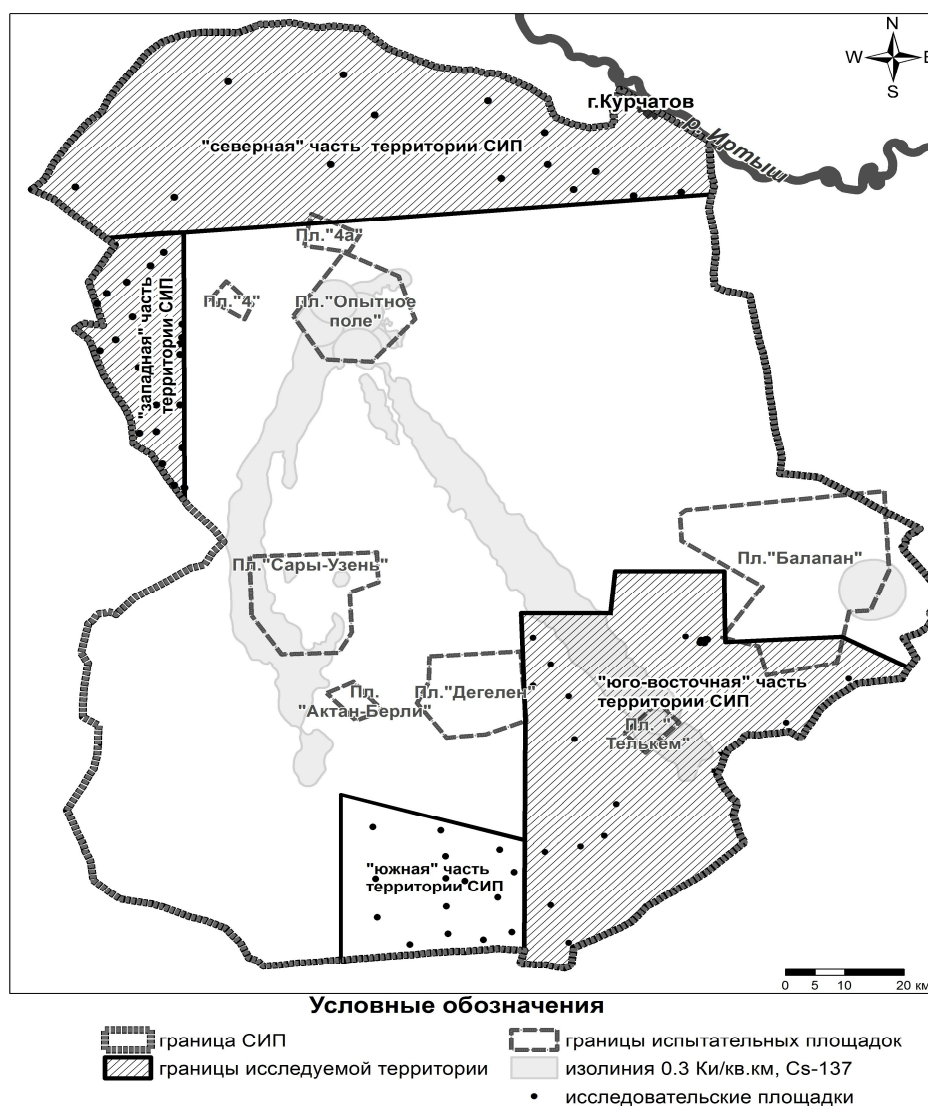 N
W E
S
г.Курчатов
р. Иртыш
"северная" часть территории СИП
Пл."4а"
Пл."4"
Пл."Опытное
поле"
"западная" часть
территории СИП
Пл."Сары-Узень"
Пл."Балапан"
Пл.
"Актан-Берли"
Пл."Дегелен"
"юго-восточная" часть
территории СИП
Пл. "
Телькем"
"южная" часть
территории СИП
0 5 10 20 км
Условные обозначения
граница СИП
границы испытательных площадок
границы исследуемой территории
изолиния 0.3 Ки/кв.км, Cs-137
исследовательские площадки